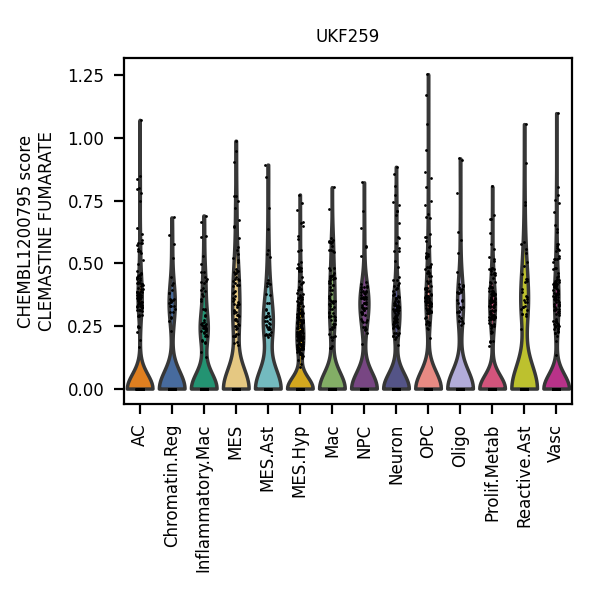 UKF259
CHEMBL1200795 score
CLEMASTINE FUMARATE
1.25
1.00
0.75
0.50
0.25
0.00
AC
Chromatin.Reg
Inflammatory.Mac
MES
MES.Ast
MES.Hyp
Mac
NPC
Neuron
OPC
Oligo
Prolif.Metab
Reactive.Ast
Vasc